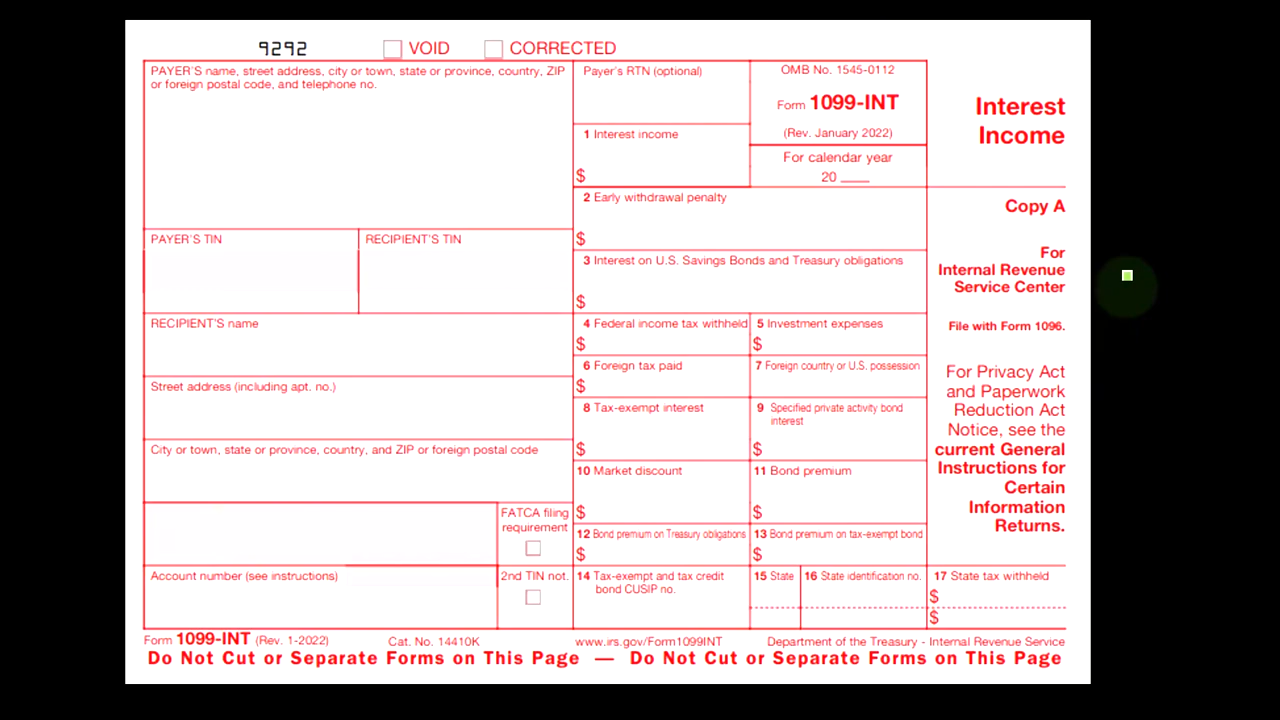 9292
VOID
CORRECTED
PAYER'S name, street address, city or town, state or province, country, ZIP
or foreign postal code, and telephone no.
Payer's RTN (optional)
OMB No. 1545-0112
Form 1099-INT
(Rev. January 2022)
For calendar year
20 ____
Interest
Income
1 Interest income
$
2 Early withdrawal penalty
$
Copy A
For
Internal Revenue
Service Center
File with Form 1096.
For Privacy Act
and Paperwork
Reduction Act
Notice, see the
current General
Instructions for
Certain
Information
Returns.
PAYER'S TIN
RECIPIENT'S TIN
3 Interest on U.S. Savings Bonds and Treasury obligations
$
RECIPIENT'S name
4 Federal income tax withheld
$
5 Investment expenses
$
6 Foreign tax paid
$
7 Foreign country or U.S. possession
Street address (including apt. no.)
8 Tax-exempt interest
$
9 Specified private activity bond
interest
$
City or town, state or province, country, and ZIP or foreign postal code
10 Market discount
$
11 Bond premium
$
FATCA filing
requirement
12 Bond premium on Treasury obligations
$
13 Bond premium on tax-exempt bond
$
Account number (see instructions)
2nd TIN not.
14 Tax-exempt and tax credit
bond CUSIP no.
15 State
16 State identification no.
17 State tax withheld
$
$
Form 1099-INT (Rev. 1-2022)
Cat. No. 14410K
www.irs.gov/Form1099INT
Department of the Treasury - Internal Revenue Service
Do Not Cut or Separate Forms on This Page — Do Not Cut or Separate Forms on This Page